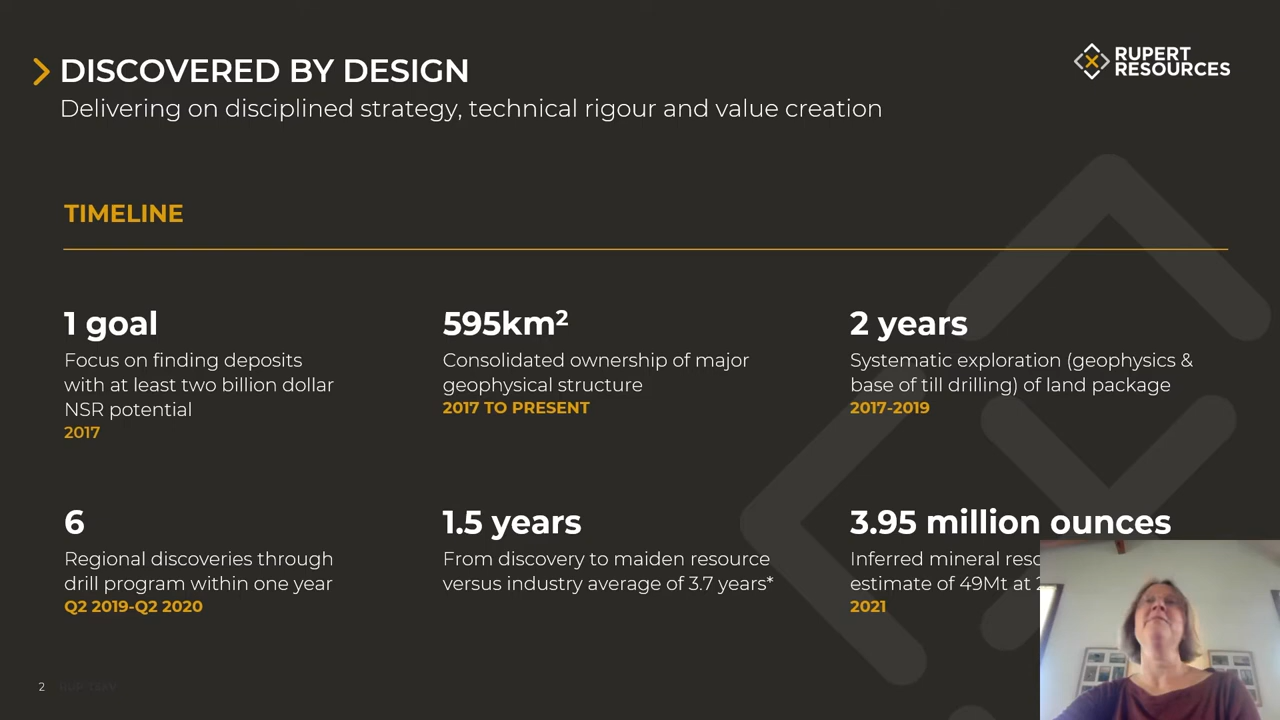 DISCOVERED BY DESIGN
Delivering on disciplined strategy, technical rigour and value creation
RUPERT
RESOURCES
TIMELINE
1 goal
Focus on finding deposits
with at least two billion dollar
NSR potential
2017
595km²
Consolidated ownership of major
geophysical structure
2017 TO PRESENT
2 years
Systematic exploration (geophysics &
base of till drilling) of land package
2017-2019
6
Regional discoveries through
drill program within one year
Q2 2019-Q2 2020
1.5 years
From discovery to maiden resource
versus industry average of 3.7 years*
3.95 million ounces
Inferred mineral
estimate of 49Mt at
2021
2